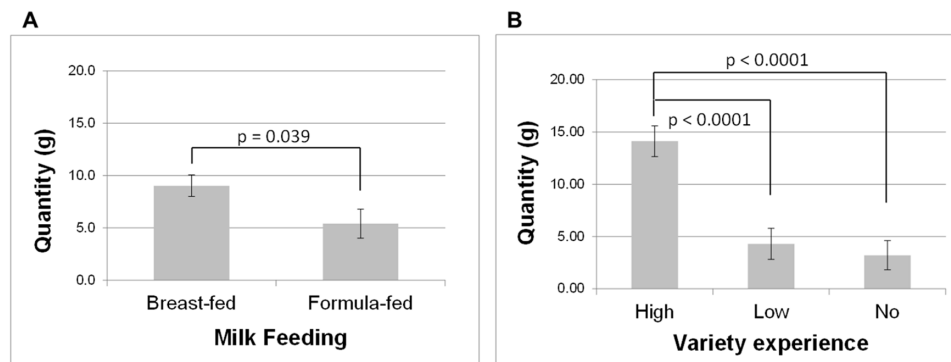 A
20.0
15.0
10.0
5.0
0.0
Quantity (g)
p = 0.039
Breast-fed
Formula-fed
Milk Feeding
B
20.00
15.00
10.00
5.00
0.00
Quantity (g)
p < 0.0001
p < 0.0001
High
Low
No
Variety experience